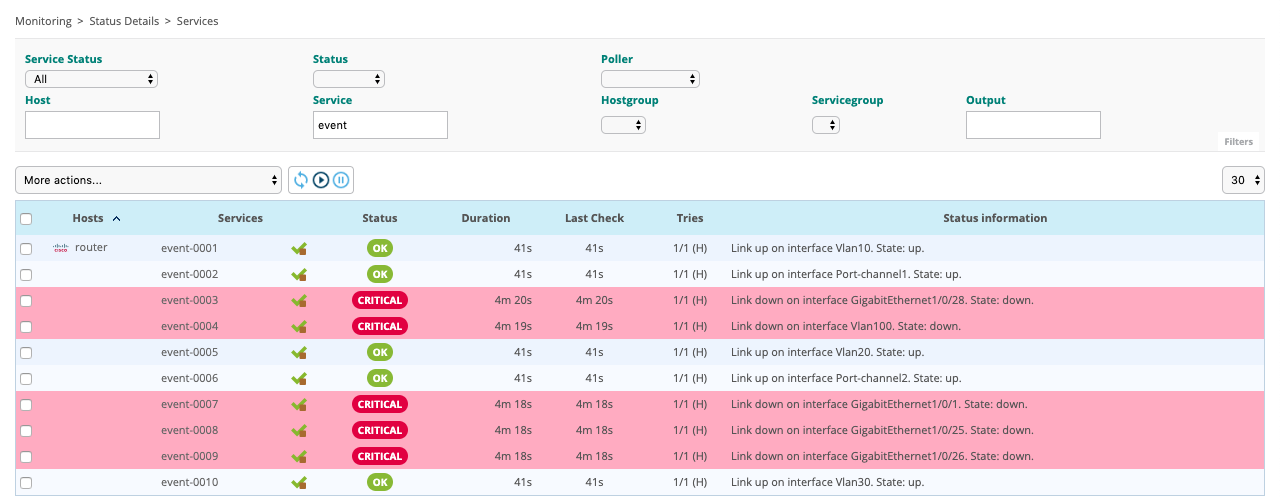 Monitoring > Status Details > Services
Service Status Status Poller
All
Host Service Hostgroup Servicegroup Output
event
Filters
More actions... 30
Hosts Services Status Duration Last Check Tries Status information
CISCO router event-0001 OK 41s 41s 1/1 (H) Link up on interface Vlan10. State: up.
event-0002 OK 41s 41s 1/1 (H) Link up on interface Port-channel1. State: up.
event-0003 CRITICAL 4m 20s 4m 20s 1/1 (H) Link down on interface GigabitEthernet1/0/28. State: down.
event-0004 CRITICAL 4m 19s 4m 19s 1/1 (H) Link down on interface Vlan100. State: down.
event-0005 OK 41s 41s 1/1 (H) Link up on interface Vlan20. State: up.
event-0006 OK 41s 41s 1/1 (H) Link up on interface Port-channel2. State: up.
event-0007 CRITICAL 4m 18s 4m 18s 1/1 (H) Link down on interface GigabitEthernet1/0/1. State: down.
event-0008 CRITICAL 4m 18s 4m 18s 1/1 (H) Link down on interface GigabitEthernet1/0/25. State: down.
event-0009 CRITICAL 4m 18s 4m 18s 1/1 (H) Link down on interface GigabitEthernet1/0/26. State: down.
event-0010 OK 41s 41s 1/1 (H) Link up on interface Vlan30. State: up.